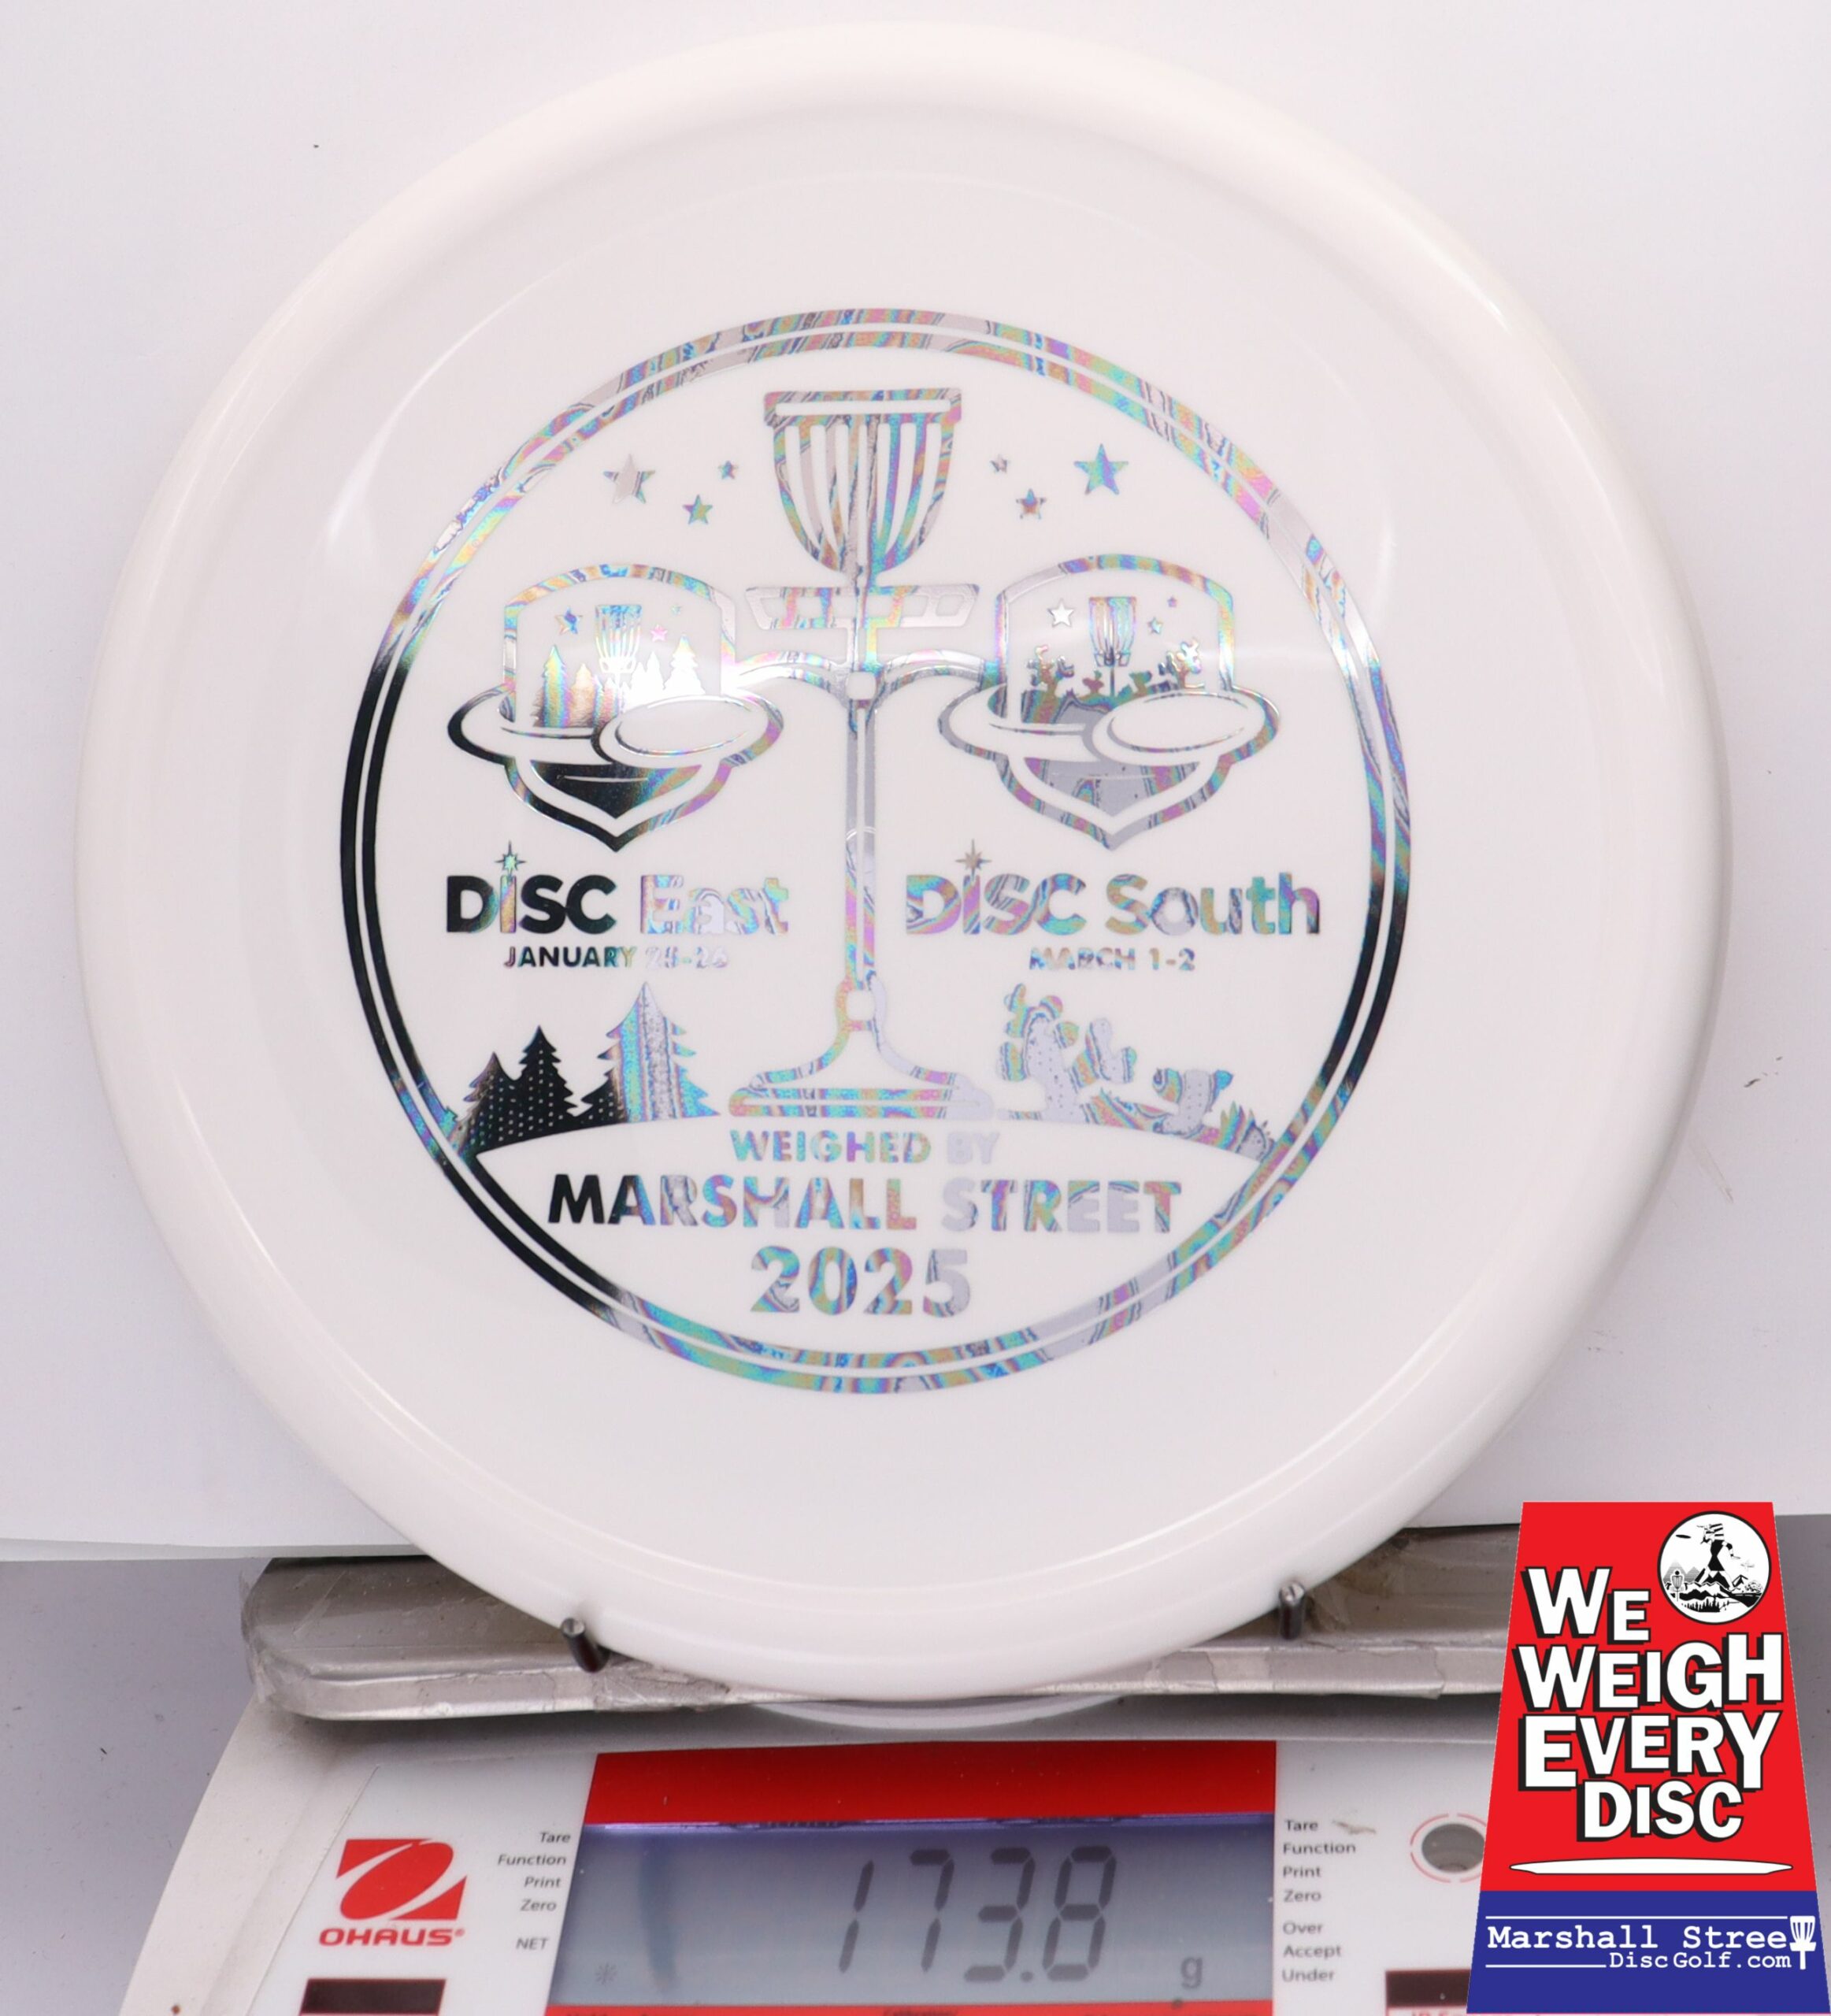 DiSC East
JANUARY 25-26
DiSC South
MARCH 1-2
WEIGHED BY
MARSHALL STREET
2025
WE
WEIGH
EVERY
DISC
Marshall Stree
DiscGolf.com
OHAUS®
Tare
Function
Print
Zero
NET
173.8 g
Tare
Function
Print
Zero
Over
Accept
Under